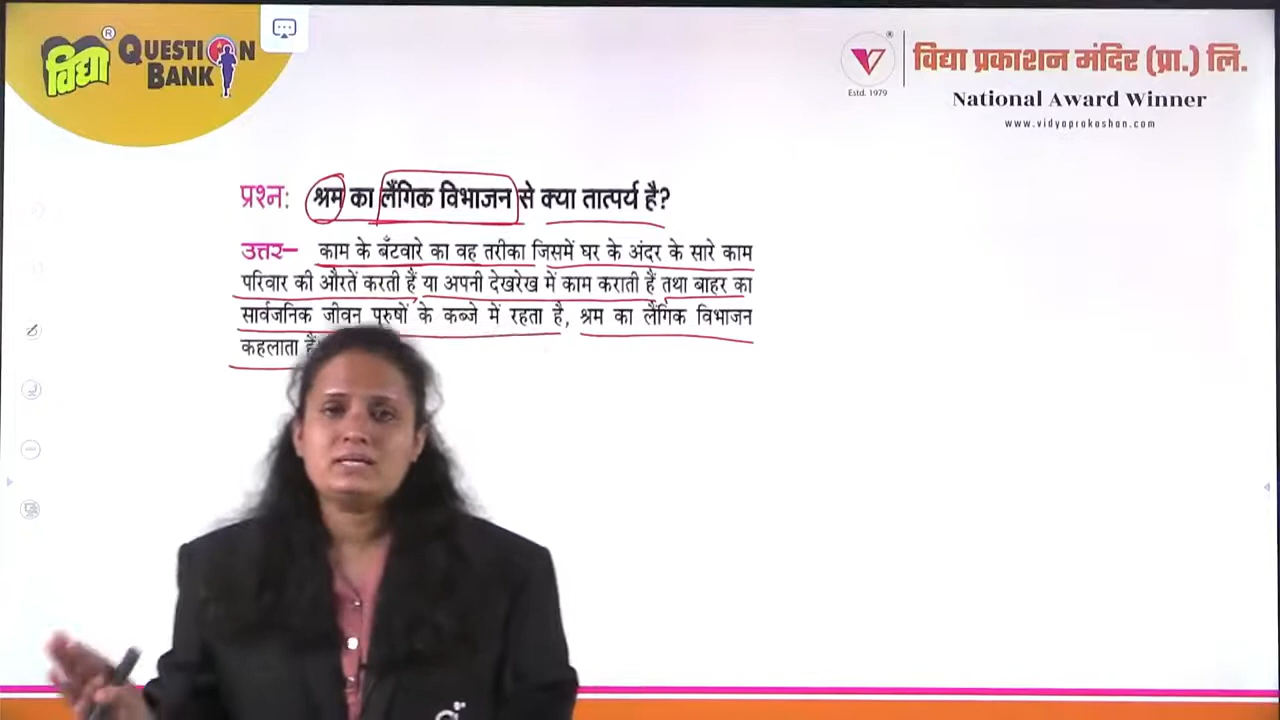 विद्या
®
QUESTION
BANK
®
Estd. 1979
विद्या प्रकाशन मंदिर (प्रा.) लि.
National Award Winner
www.vidyaprakashan.com
प्रश्न: श्रम का लैंगिक विभाजन से क्या तात्पर्य है?
उत्तर– काम के बँटवारे का वह तरीका जिसमें घर के अंदर के सारे काम
परिवार की औरतें करती हैं या अपनी देखरेख में काम कराती हैं तथा बाहर का
सार्वजनिक जीवन पुरुषों के कब्जे में रहता है, श्रम का लैंगिक विभाजन
कहलाता है